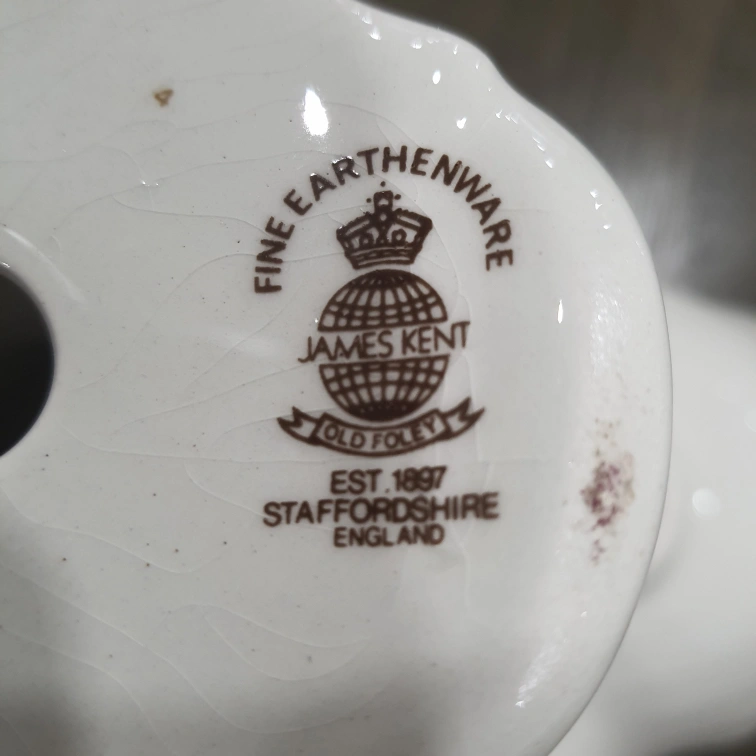 FINE EARTHENWARE
JAMES KENT
OLD FOLEY
EST. 1897
STAFFORDSHIRE
ENGLAND